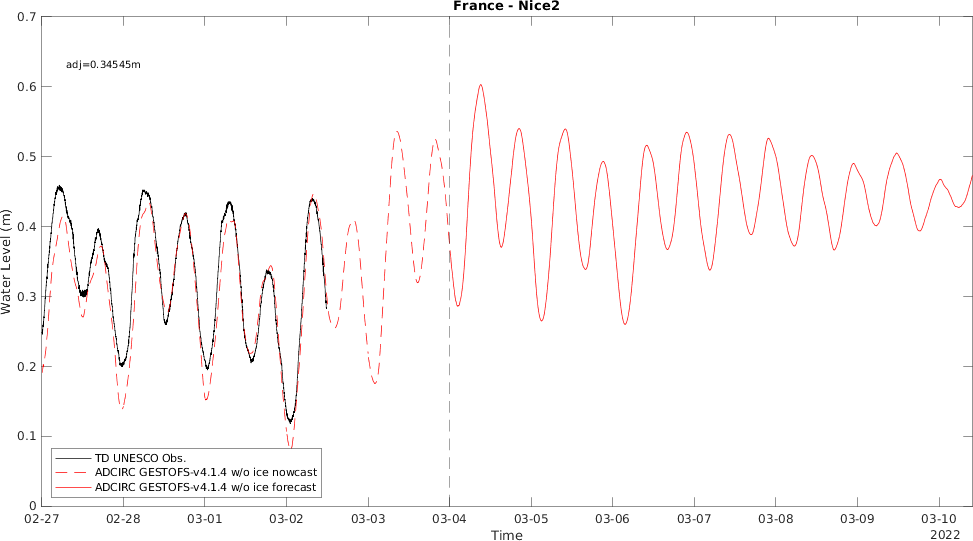 France - Nice2
adj=0.34545m
Water Level (m)
0.7
0.6
0.5
0.4
0.3
0.2
0.1
0
TD UNESCO Obs.
ADCIRC GESTOFS-v4.1.4 w/o ice nowcast
ADCIRC GESTOFS-v4.1.4 w/o ice forecast
02-27 02-28 03-01 03-02 03-03 03-04 03-05 03-06 03-07 03-08 03-09 03-10
2022
Time